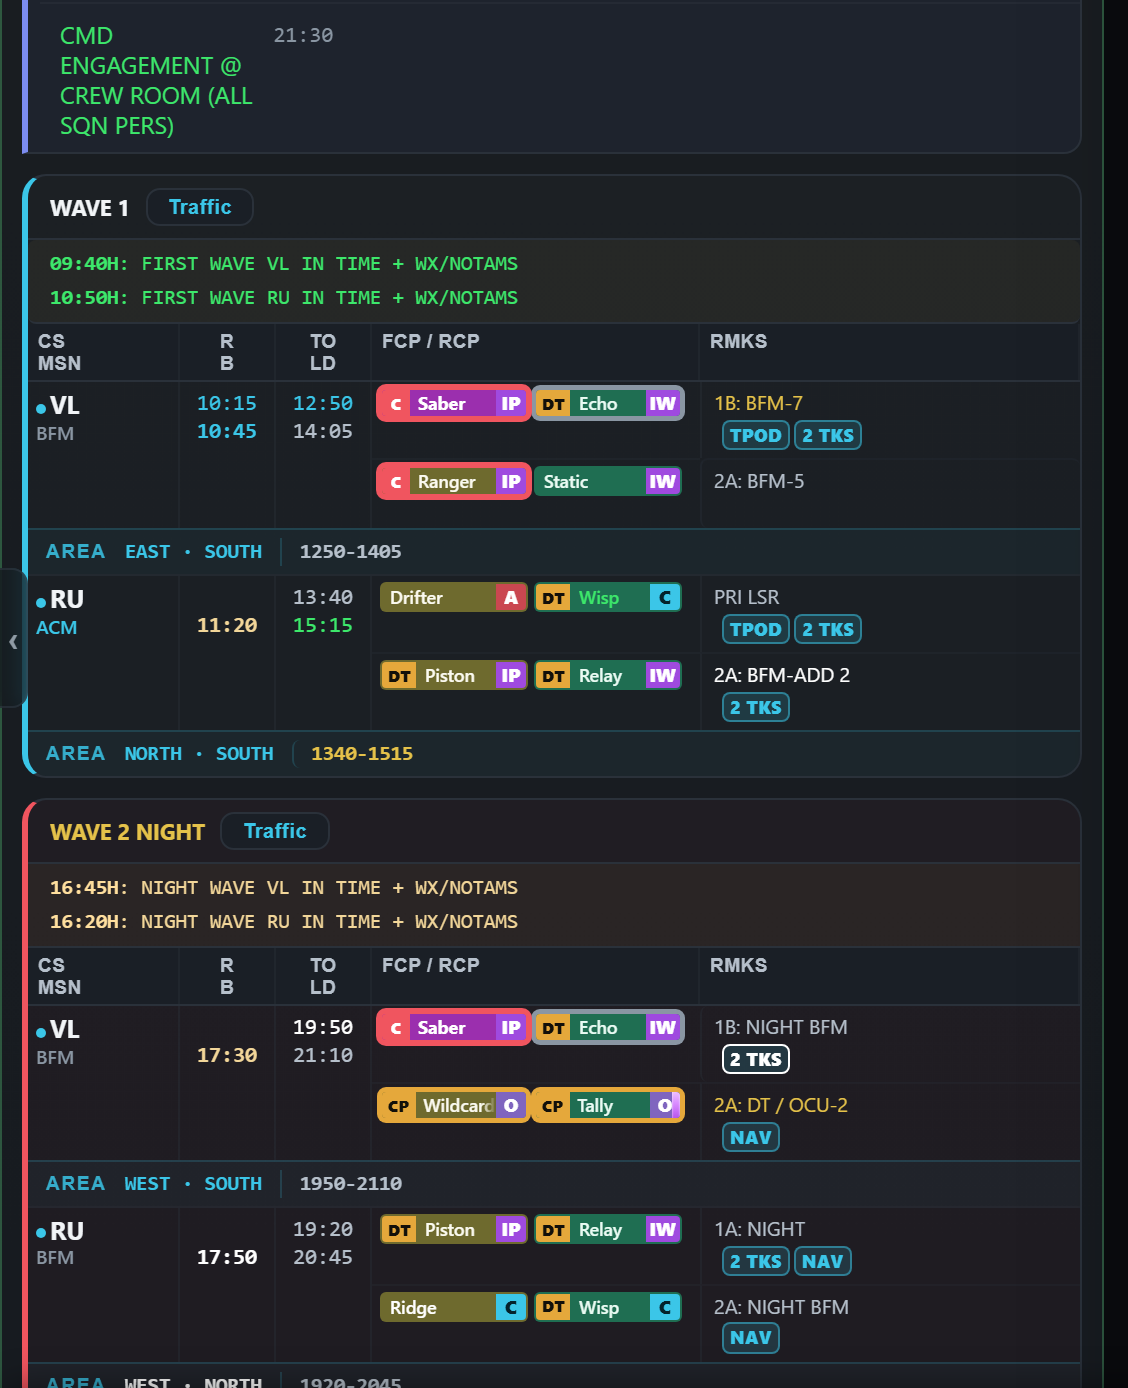 CMD 21:30
ENGAGEMENT @
CREW ROOM (ALL
SQN PERS)
WAVE 1 Traffic
09:40H: FIRST WAVE VL IN TIME + WX/NOTAMS
10:50H: FIRST WAVE RU IN TIME + WX/NOTAMS
CS R TO FCP / RCP RMKS
MSN B LD
VL 10:15 12:50 C Saber IP DT Echo IW 1B: BFM-7
BFM 10:45 14:05 TPOD 2 TKS
C Ranger IP Static IW 2A: BFM-5
AREA EAST • SOUTH 1250-1405
RU 13:40 Drifter A DT Wisp C PRI LSR
ACM 11:20 15:15 TPOD 2 TKS
DT Piston IP DT Relay IW 2A: BFM-ADD 2
2 TKS
AREA NORTH • SOUTH 1340-1515
WAVE 2 NIGHT Traffic
16:45H: NIGHT WAVE VL IN TIME + WX/NOTAMS
16:20H: NIGHT WAVE RU IN TIME + WX/NOTAMS
CS R TO FCP / RCP RMKS
MSN B LD
VL 19:50 C Saber IP DT Echo IW 1B: NIGHT BFM
BFM 17:30 21:10 2 TKS
CP Wildcard O CP Tally O 2A: DT / OCU-2
NAV
AREA WEST • SOUTH 1950-2110
RU 19:20 DT Piston IP DT Relay IW 1A: NIGHT
BFM 17:50 20:45 2 TKS NAV
Ridge C DT Wisp C 2A: NIGHT BFM
NAV
AREA WEST • NORTH 1920-2045